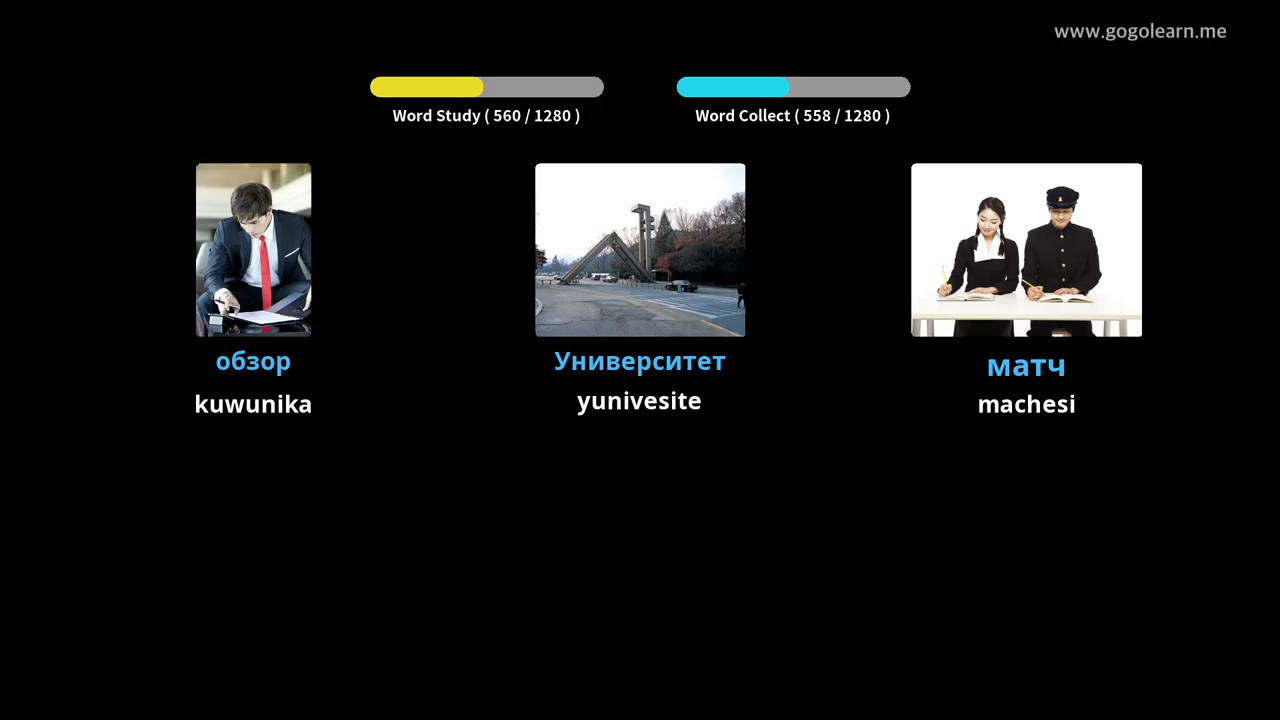 www.gogolearn.me
Word Study ( 560 / 1280 )
Word Collect ( 558 / 1280 )
обзор
Университет
матч
kuwunika
yunivesite
machesi